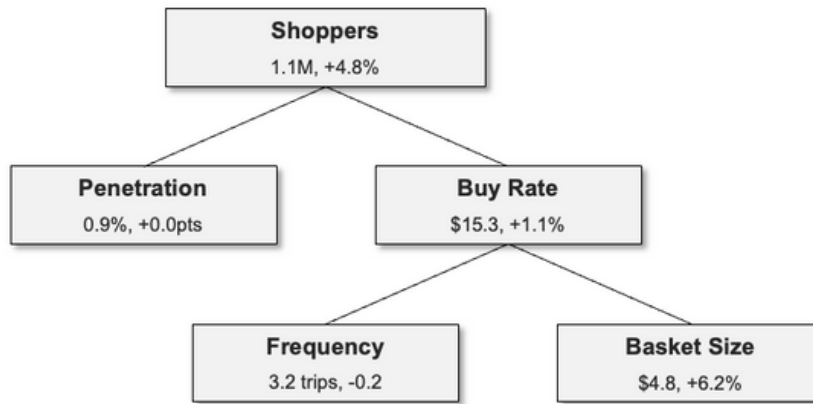 Shoppers
1.1M, +4.8%
Penetration
0.9%, +0.0pts
Buy Rate
$15.3, +1.1%
Frequency
3.2 trips, -0.2
Basket Size
$4.8, +6.2%